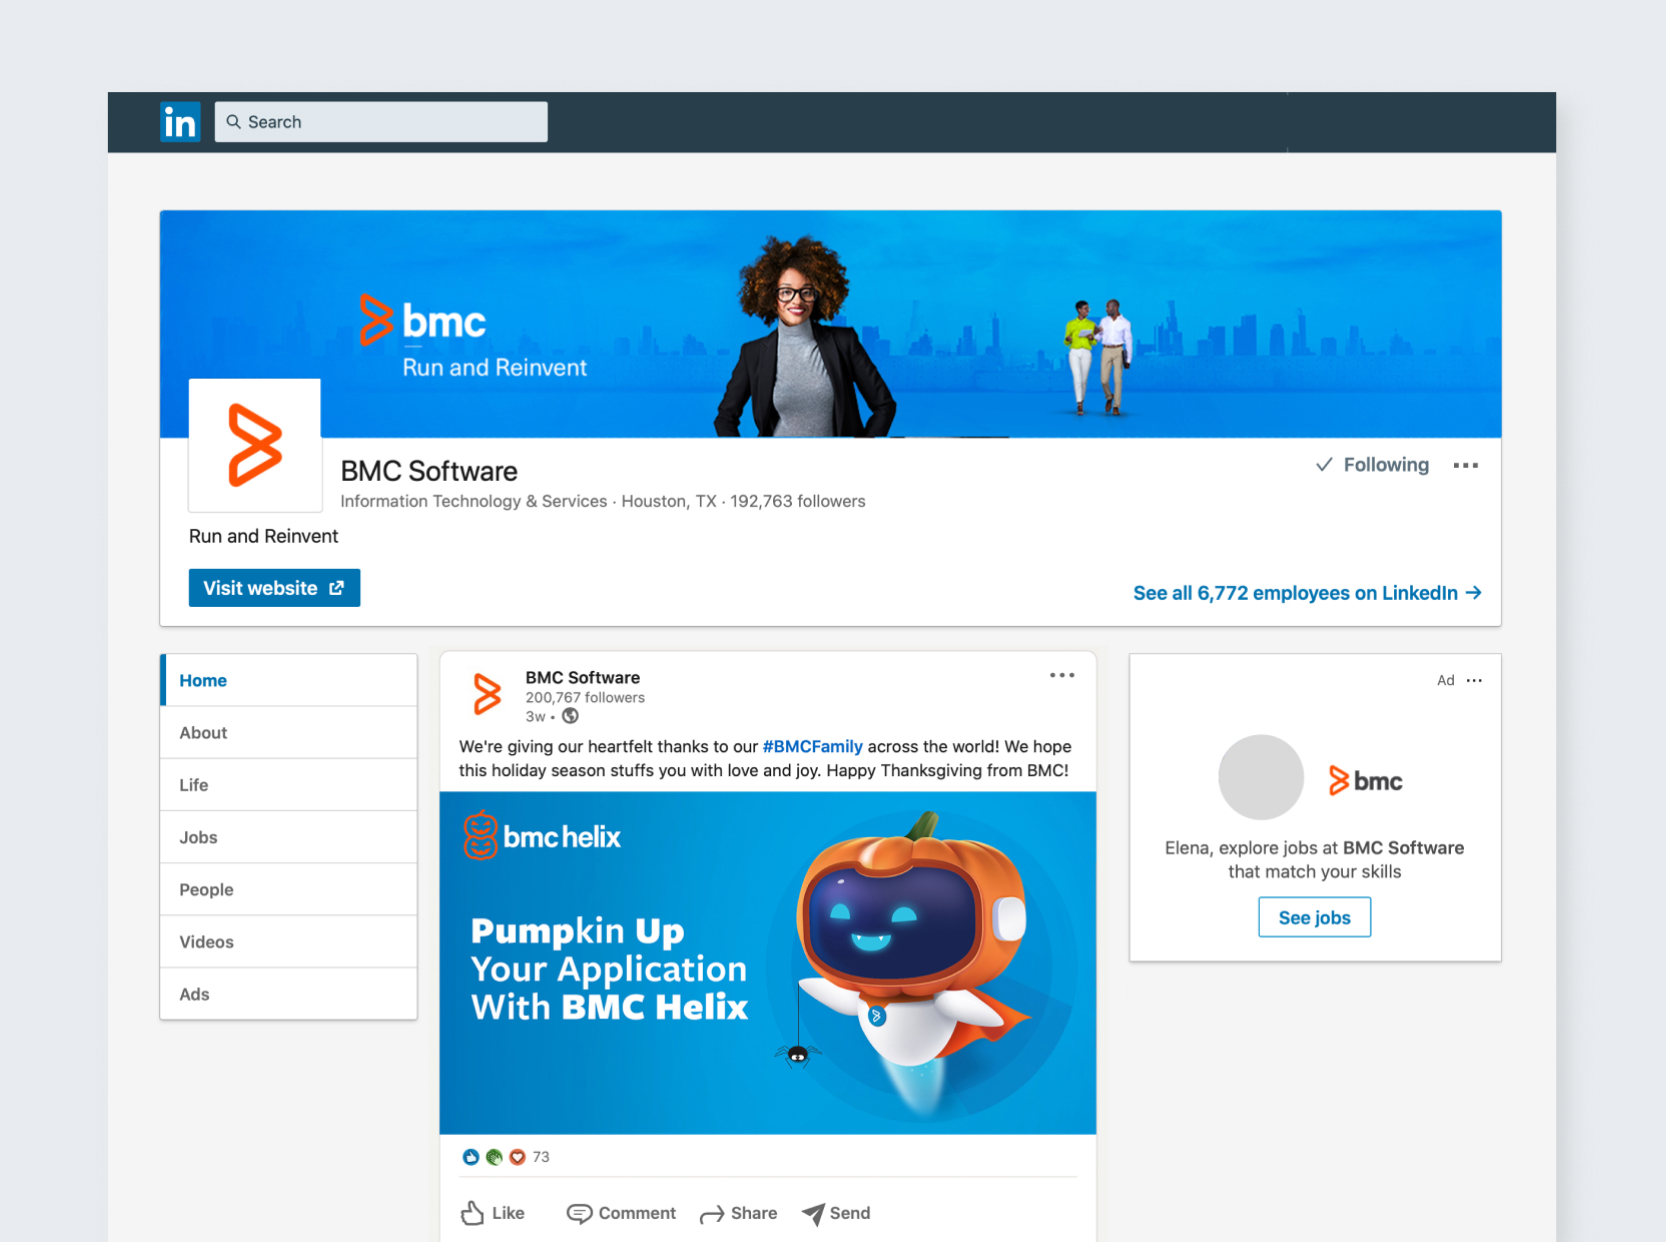 in
Search
bmc
Run and Reinvent
BMC Software
Information Technology & Services · Houston, TX · 192,763 followers
Following
Run and Reinvent
Visit website
See all 6,772 employees on LinkedIn
Home
About
Life
Jobs
People
Videos
Ads
BMC Software
200,767 followers
3w •
We're giving our heartfelt thanks to our #BMCFamily across the world! We hope
this holiday season stuffs you with love and joy. Happy Thanksgiving from BMC!
bmc helix
Pumpkin Up
Your Application
With BMC Helix
73
Like
Comment
Share
Send
Ad
bmc
Elena, explore jobs at BMC Software
that match your skills
See jobs